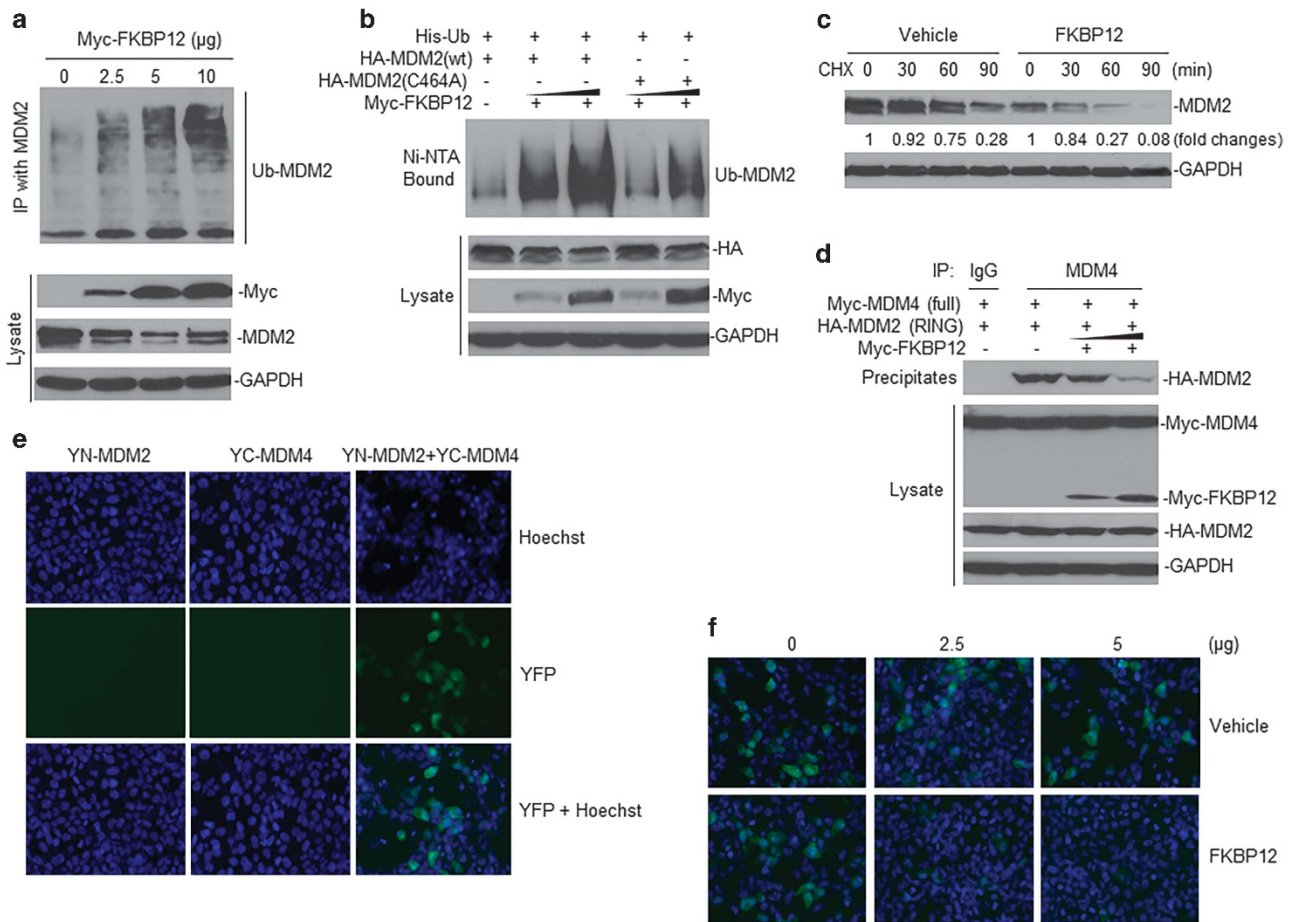 a
Myc-FKBP12 (µg)
0 2.5 5 10
IP with MDM2
Ub-MDM2
Lysate
-Myc
-MDM2
-GAPDH
b
His-Ub + + + + +
HA-MDM2(wt) + + + - -
HA-MDM2(C464A) - - - + +
Myc-FKBP12 - + + + +
Ni-NTA
Bound
Ub-MDM2
-HA
Lysate
-Myc
-GAPDH
c
Vehicle FKBP12
CHX 0 30 60 90 0 30 60 90 (min)
-MDM2
1 0.92 0.75 0.28 1 0.84 0.27 0.08 (fold changes)
-GAPDH
d
IP: IgG MDM4
Myc-MDM4 (full) + + + +
HA-MDM2 (RING) + + + +
Myc-FKBP12 - - + +
Precipitates
-HA-MDM2
-Myc-MDM4
Lysate
-Myc-FKBP12
-HA-MDM2
-GAPDH
e
YN-MDM2 YC-MDM4 YN-MDM2+YC-MDM4
Hoechst
YFP
YFP + Hoechst
f
0 2.5 5 (µg)
Vehicle
FKBP12